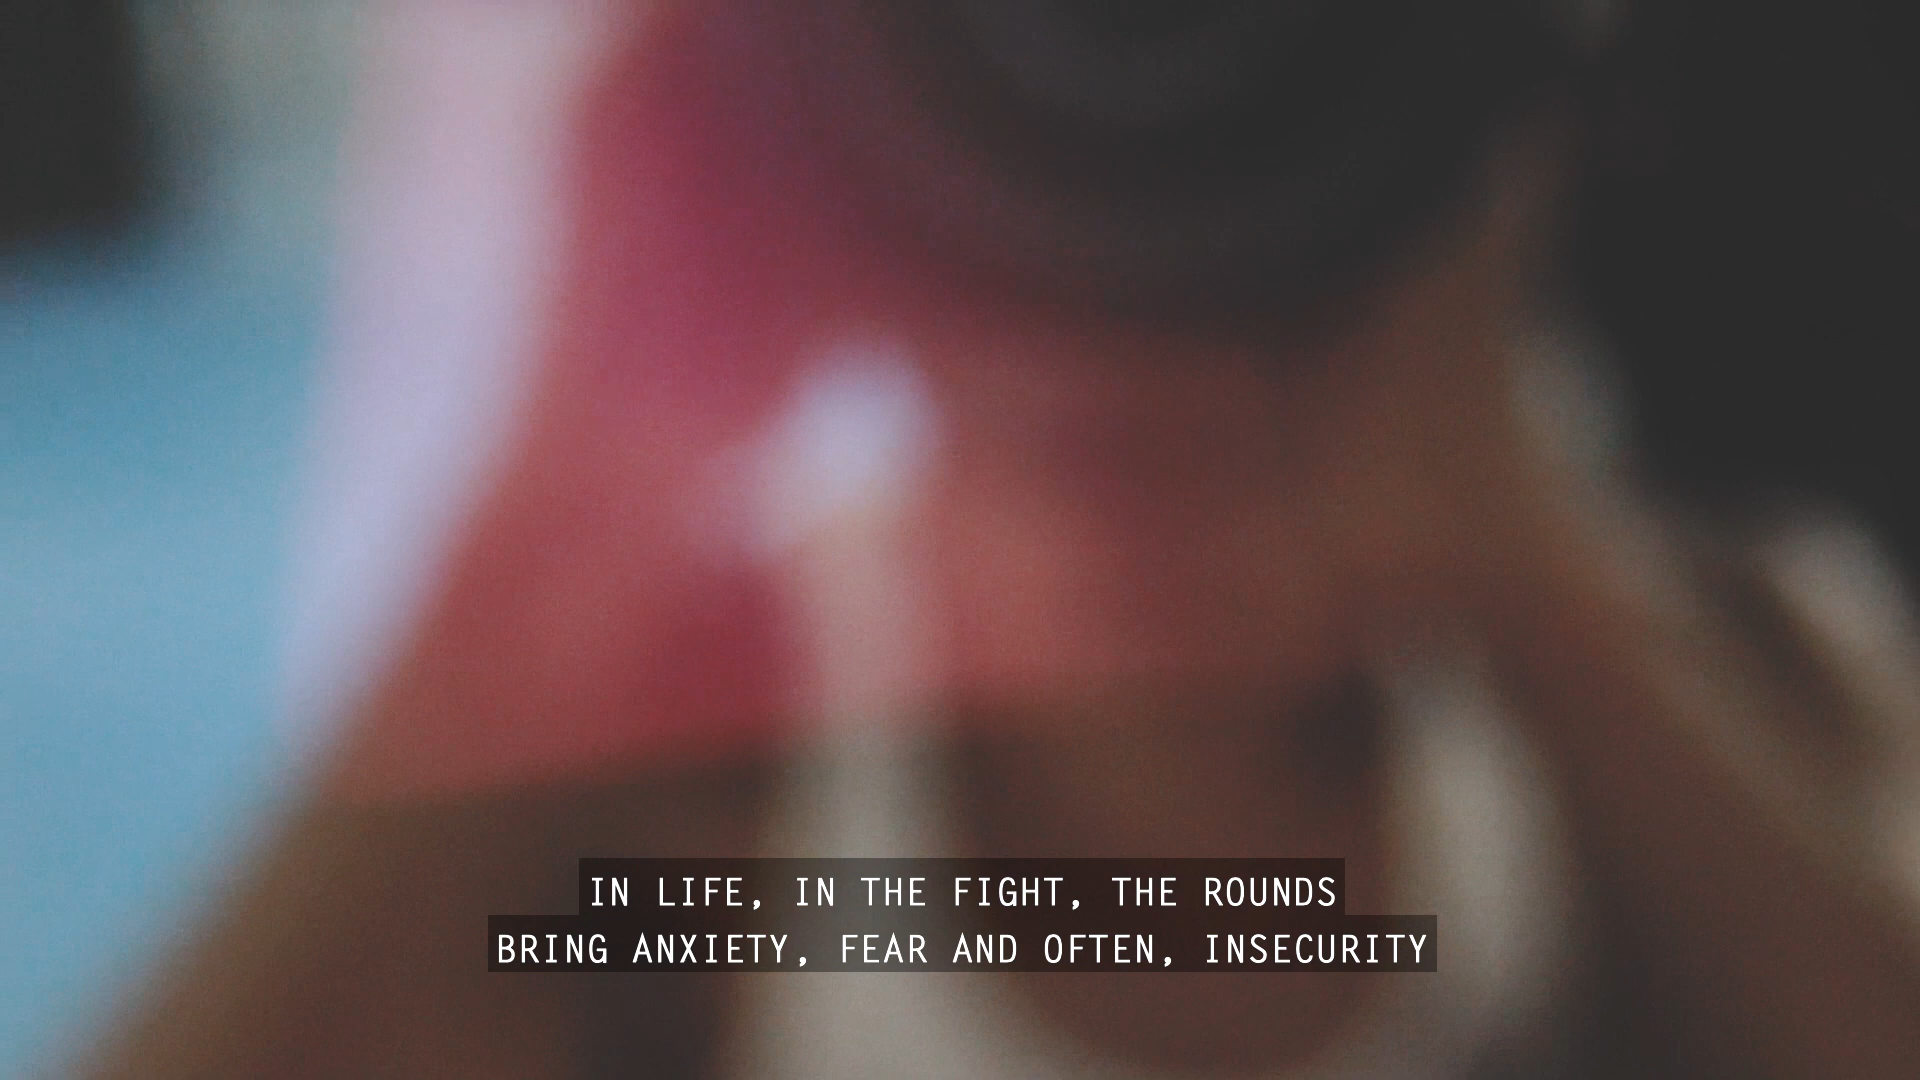 IN LIFE, IN THE FIGHT, THE ROUNDS
BRING ANXIETY, FEAR AND OFTEN, INSECURITY